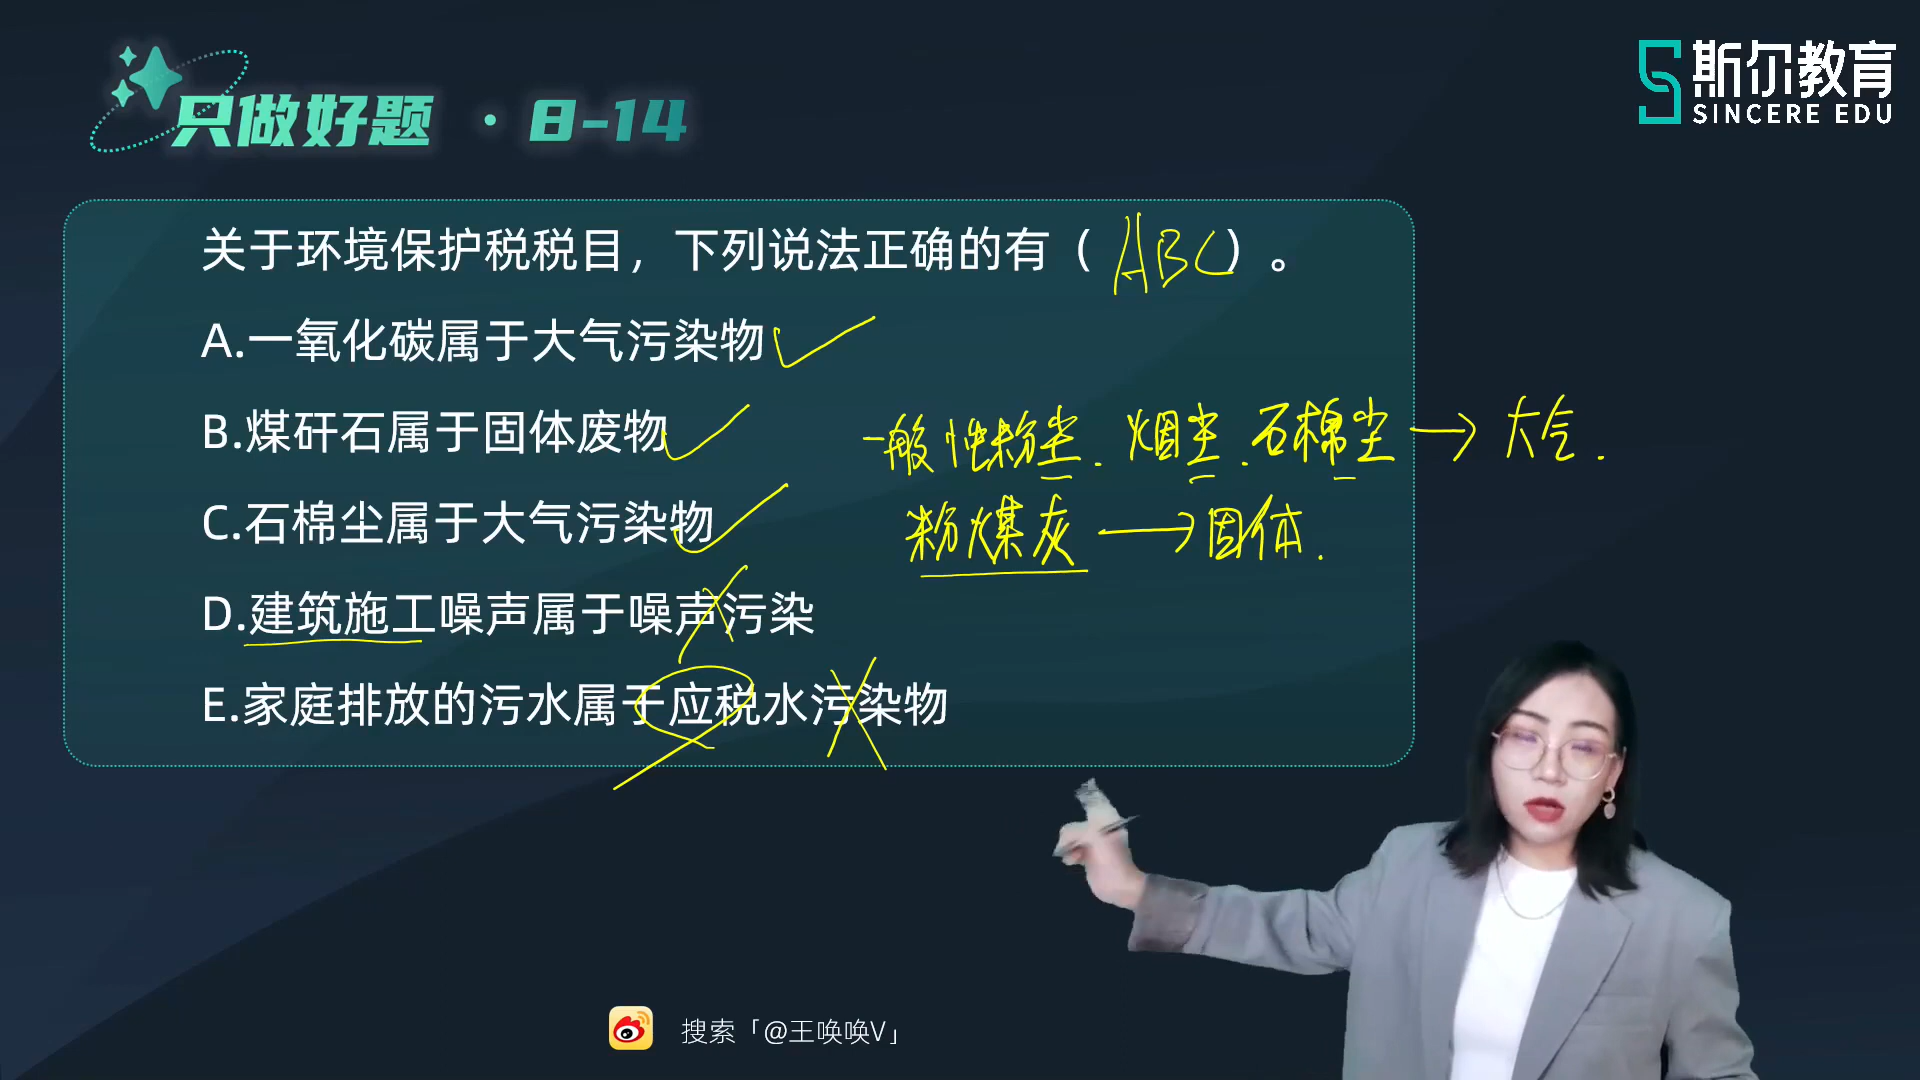 只做好题 · 8-14
斯尔教育
SINCERE EDU
关于环境保护税税目，下列说法正确的有（ABC）。
A.一氧化碳属于大气污染物
B.煤矸石属于固体废物
C.石棉尘属于大气污染物
D.建筑施工噪声属于噪声污染
E.家庭排放的污水属于应税水污染物
一般性粉尘.烟尘.石棉尘→大气.
粉煤灰→固体.
搜索「@王唤唤V」